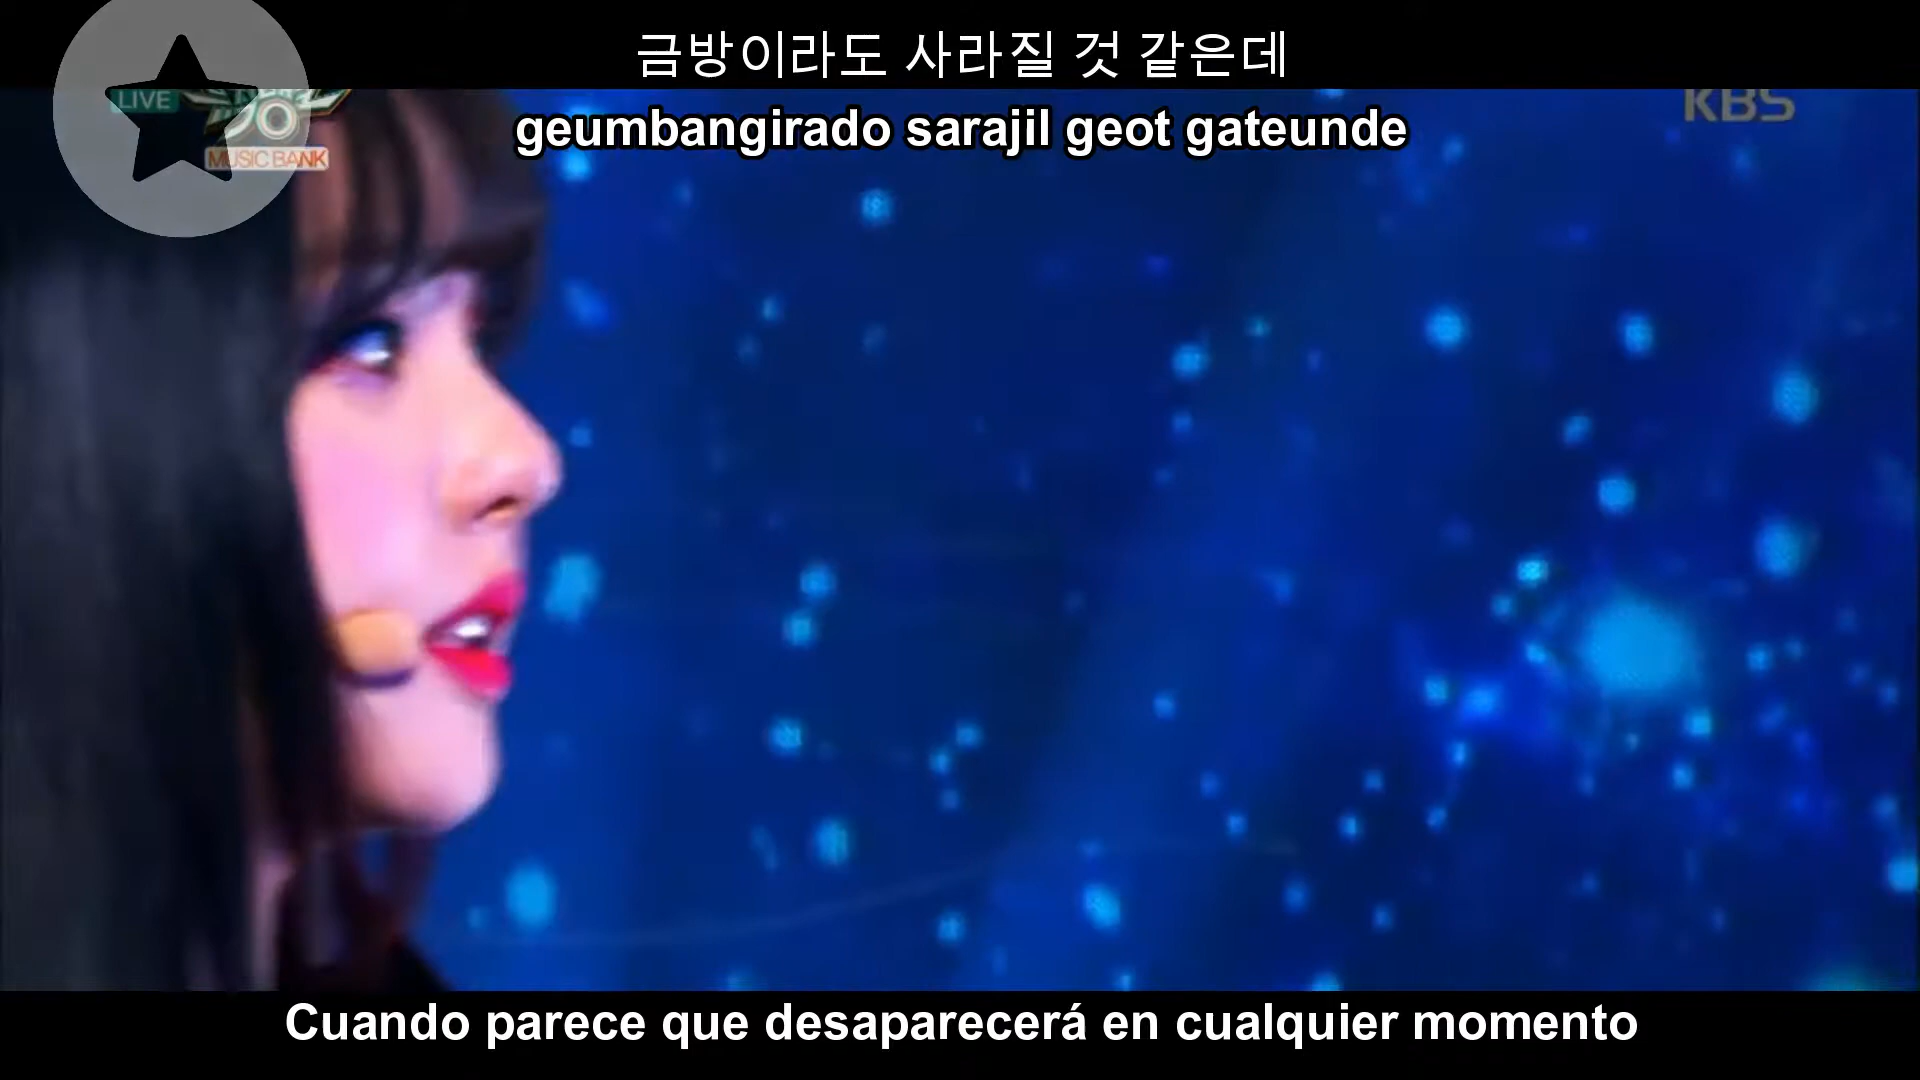 금방이라도 사라질 것 같은데
LIVE
KBS
geumbangirado sarajil geot gateunde
MUSIC BANK
Cuando parece que desaparecerá en cualquier momento